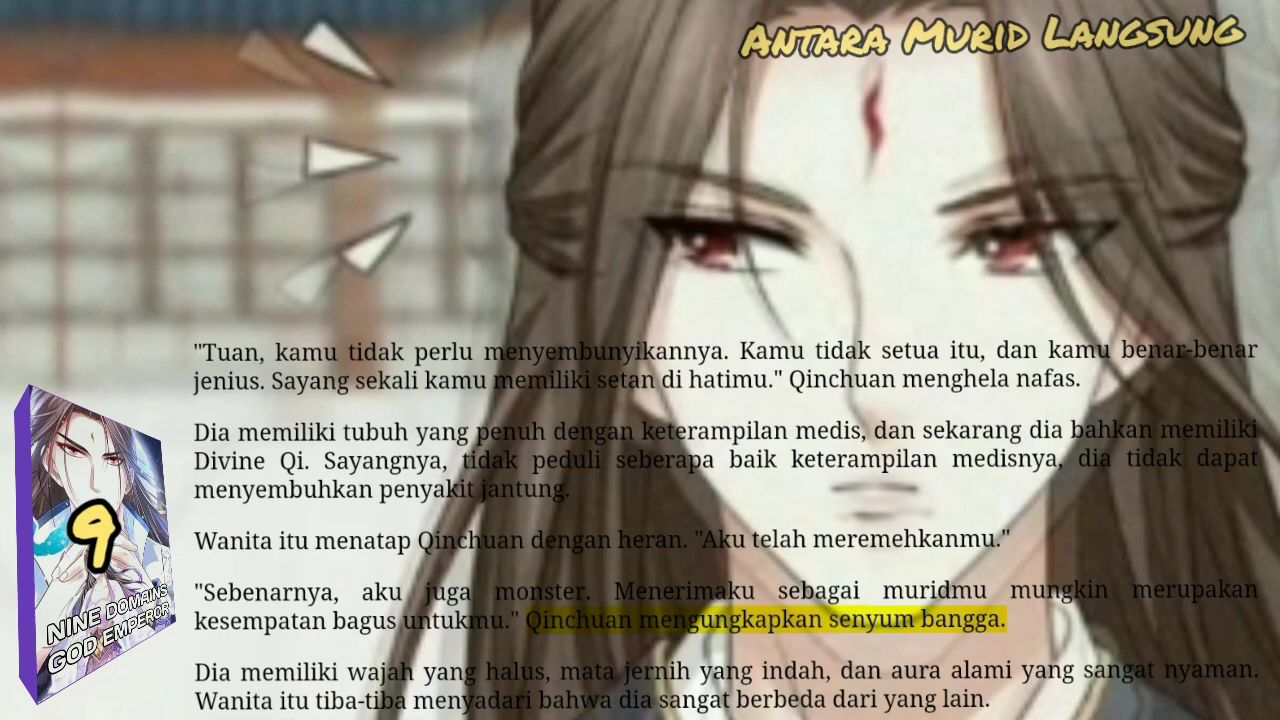 Antara Murid Langsung
"Tuan, kamu tidak perlu menyembunyikannya. Kamu tidak setua itu, dan kamu benar-benar
jenius. Sayang sekali kamu memiliki setan di hatimu." Qinchuan menghela nafas.
Dia memiliki tubuh yang penuh dengan keterampilan medis, dan sekarang dia bahkan memiliki
Divine Qi. Sayangnya, tidak peduli seberapa baik keterampilan medisnya, dia tidak dapat
menyembuhkan penyakit jantung.
Wanita itu menatap Qinchuan dengan heran. "Aku telah meremehkanmu."
"Sebenarnya, aku juga monster. Menerimaku sebagai muridmu mungkin merupakan
kesempatan bagus untukmu." Qinchuan mengungkapkan senyum bangga.
Dia memiliki wajah yang halus, mata jernih yang indah, dan aura alami yang sangat nyaman.
Wanita itu tiba-tiba menyadari bahwa dia sangat berbeda dari yang lain.
9
NINE DOMAINS
GOD EMPEROR